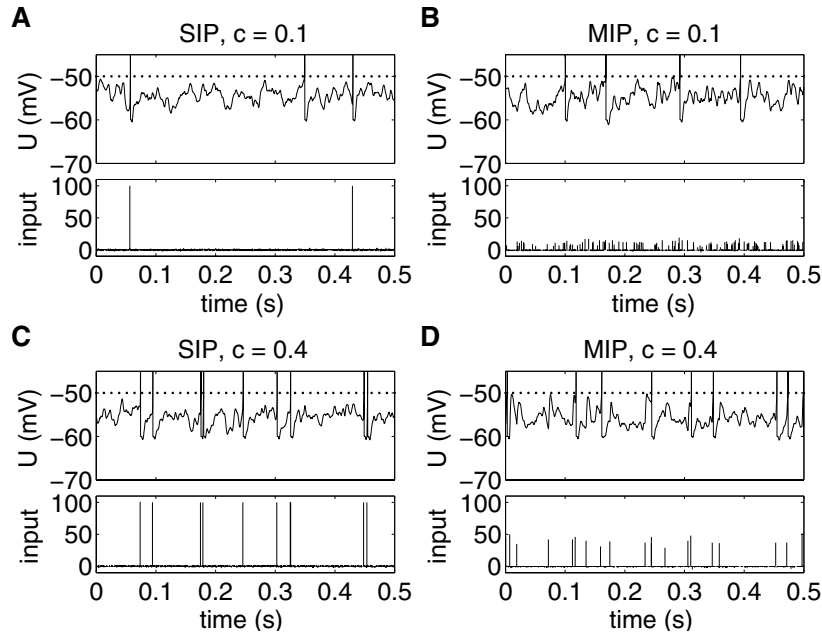 A
SIP, c = 0.1
U (mV)
−50
−60
−70
input
100
50
0
0 0.1 0.2 0.3 0.4 0.5
time (s)
B
MIP, c = 0.1
U (mV)
−50
−60
−70
input
100
50
0
0 0.1 0.2 0.3 0.4 0.5
time (s)
C
SIP, c = 0.4
U (mV)
−50
−60
−70
input
100
50
0
0 0.1 0.2 0.3 0.4 0.5
time (s)
D
MIP, c = 0.4
U (mV)
−50
−60
−70
input
100
50
0
0 0.1 0.2 0.3 0.4 0.5
time (s)